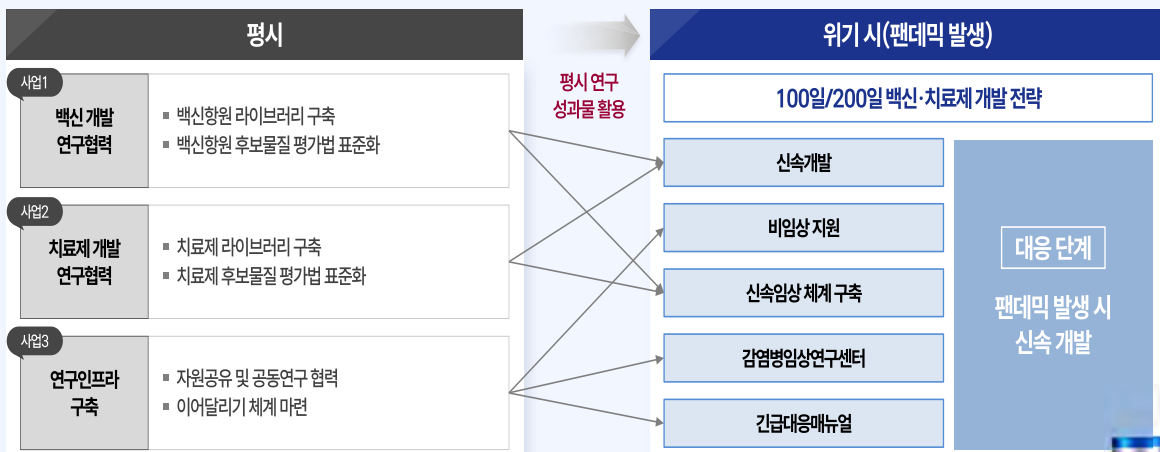 평시
위기 시(팬데믹 발생)
사업1
백신 개발
연구협력
▪ 백신항원 라이브러리 구축
▪ 백신항원 후보물질 평가법 표준화
사업2
치료제 개발
연구협력
▪ 치료제 라이브러리 구축
▪ 치료제 후보물질 평가법 표준화
사업3
연구인프라
구축
▪ 자원공유 및 공동연구 협력
▪ 이어달리기 체계 마련
평시 연구
성과물 활용
100일/200일 백신·치료제 개발 전략
신속개발
비임상 지원
신속임상 체계 구축
감염병임상연구센터
긴급대응매뉴얼
대응 단계
팬데믹 발생 시
신속 개발